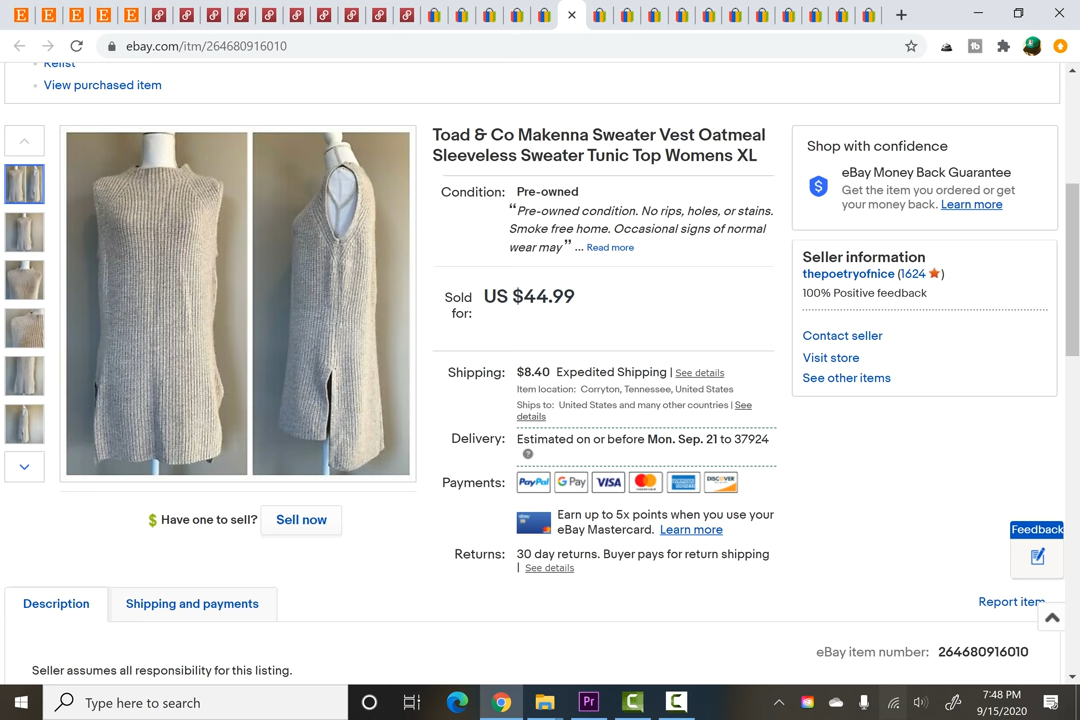 ebay.com/itm/264680916010
Relist
View purchased item
Toad & Co Makenna Sweater Vest Oatmeal
Sleeveless Sweater Tunic Top Womens XL
Condition: Pre-owned
“Pre-owned condition. No rips, holes, or stains.
Smoke free home. Occasional signs of normal
wear may” ... Read more
Sold for: US $44.99
Shipping: $8.40 Expedited Shipping | See details
Item location: Corryton, Tennessee, United States
Ships to: United States and many other countries | See
details
Delivery: Estimated on or before Mon. Sep. 21 to 37924
Payments: PayPal G Pay VISA DISCOVER
Earn up to 5x points when you use your
eBay Mastercard. Learn more
Returns: 30 day returns. Buyer pays for return shipping
| See details
Shop with confidence
eBay Money Back Guarantee
Get the item you ordered or get
your money back. Learn more
Seller information
thepoetryofnice (1624 )
100% Positive feedback
Contact seller
Visit store
See other items
Have one to sell? Sell now
Feedback
Description
Shipping and payments
Report item
eBay item number: 264680916010
Seller assumes all responsibility for this listing.
Type here to search
Pr
7:48 PM
9/15/2020